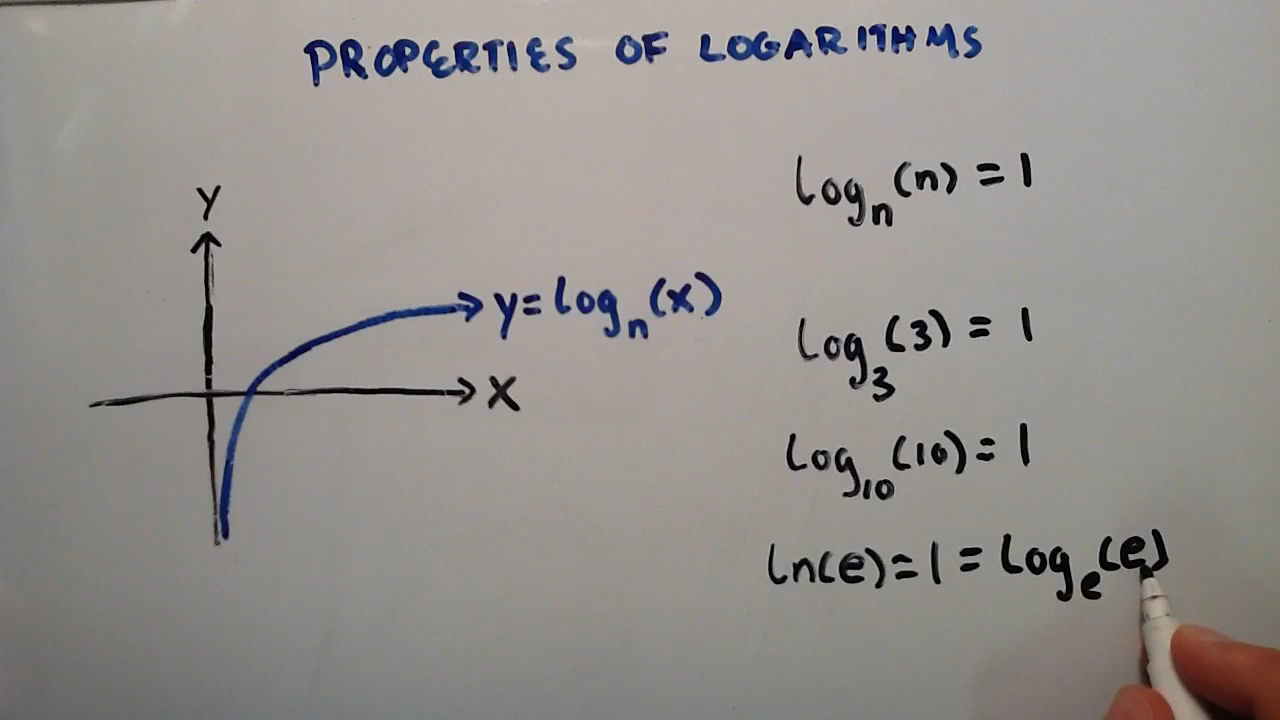 PROPERTIES OF LOGARITHMS
Y
y=logₙ(x)
X
logₙ(n)=1
log₃(3)=1
log₁₀(10)=1
ln(e)=1=logₑ(e)